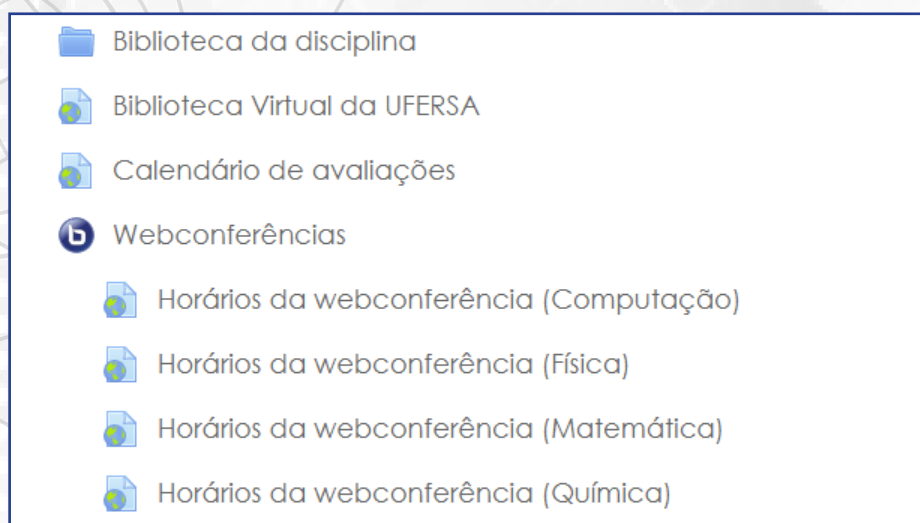 Biblioteca da disciplina
Biblioteca Virtual da UFERSA
Calendário de avaliações
Webconferências
Horários da webconferência (Computação)
Horários da webconferência (Física)
Horários da webconferência (Matemática)
Horários da webconferência (Química)